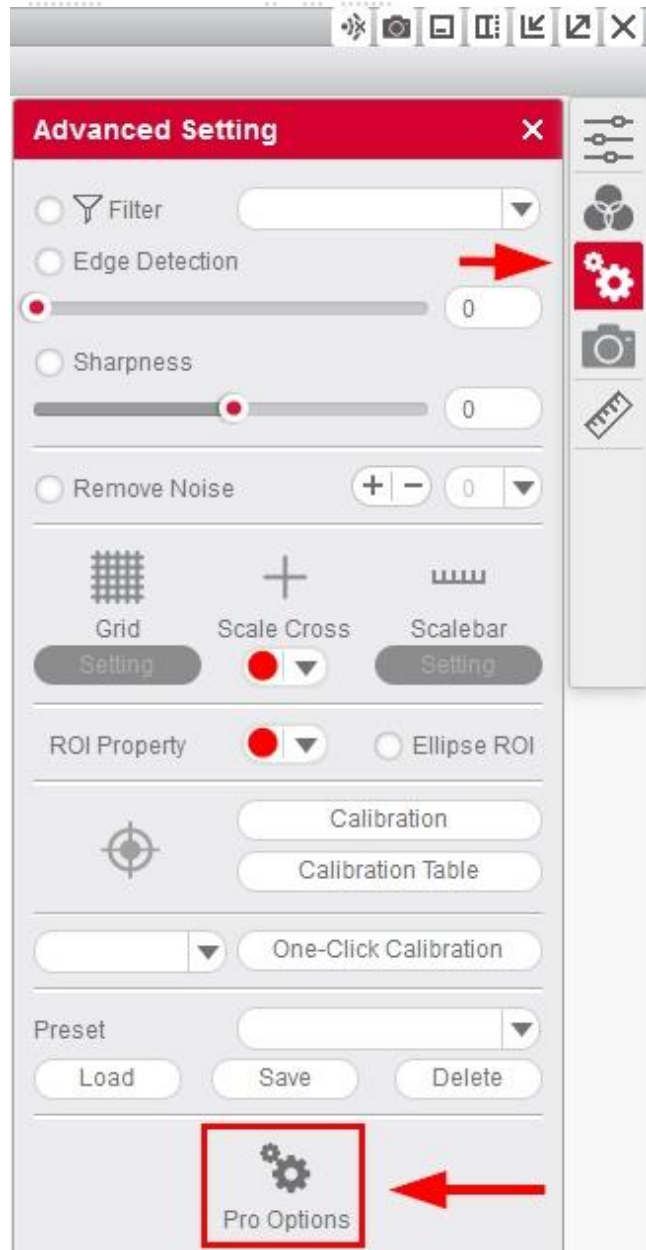 Advanced Setting
Filter
Edge Detection
0
Sharpness
0
Remove Noise
0
Grid Scale Cross Scalebar
Setting Setting
ROI Property Ellipse ROI
Calibration
Calibration Table
One-Click Calibration
Preset
Load Save Delete
Pro Options